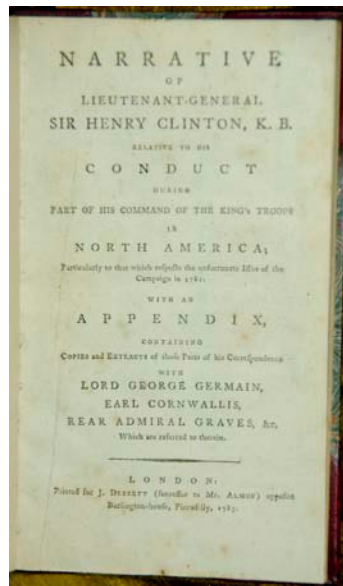 NARRATIVE
OF
LIEUTENANT-GENERAL
SIR HENRY CLINTON, K. B.
RELATIVE TO HIS
CONDUCT
DURING
PART OF HIS COMMAND OF THE KING's TROOPS
IN
NORTH AMERICA;
Particularly to that which respects the unfortunate Issue of the
Campaign in 1781.
WITH AN
APPENDIX,
CONTAINING
COPIES and EXTRACTS of those Parts of his Correspondence
WITH
LORD GEORGE GERMAIN,
EARL CORNWALLIS,
REAR ADMIRAL GRAVES, &c.
Which are referred to therein.
LONDON:
Printed for J. DEBRETT (successor to Mr. ALMON) opposite
Burlington-house, Piccadilly, 1783.